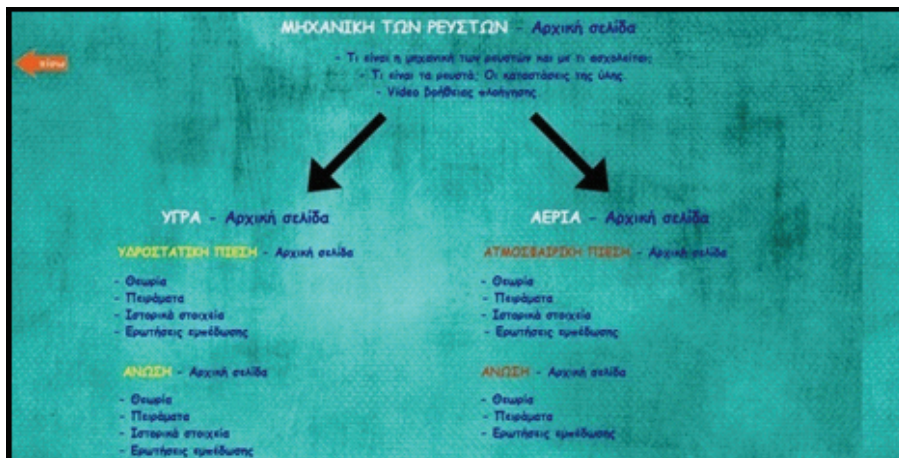 ΜΗΧΑΝΙΚΗ ΤΩΝ ΡΕΥΣΤΩΝ - Αρχική σελίδα
πίσω
- Τι είναι η μηχανική των ρευστών και με τι ασχολείται;
- Τι είναι τα ρευστά; Οι καταστάσεις της ύλης.
- Video βοήθειας πλοήγησης
ΥΓΡΑ - Αρχική σελίδα
ΥΔΡΟΣΤΑΤΙΚΗ ΠΙΕΣΗ - Αρχική σελίδα
- Θεωρία
- Πειράματα
- Ιστορικά στοιχεία
- Ερωτήσεις εμπέδωσης
ΑΝΩΣΗ - Αρχική σελίδα
- Θεωρία
- Πειράματα
- Ιστορικά στοιχεία
- Ερωτήσεις εμπέδωσης
ΑΕΡΙΑ - Αρχική σελίδα
ΑΤΜΟΣΦΑΙΡΙΚΗ ΠΙΕΣΗ - Αρχική σελίδα
- Θεωρία
- Πειράματα
- Ιστορικά στοιχεία
- Ερωτήσεις εμπέδωσης
ΑΝΩΣΗ - Αρχική σελίδα
- Θεωρία
- Πειράματα
- Ερωτήσεις εμπέδωσης